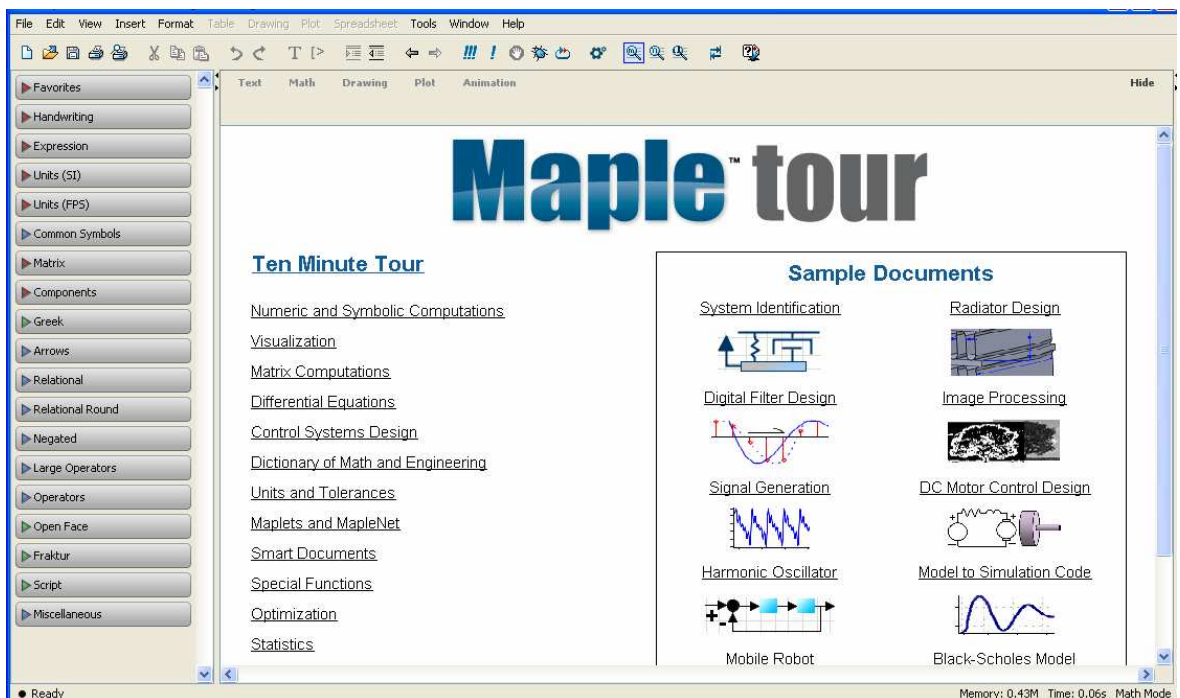 File Edit View Insert Format Table Drawing Plot Spreadsheet Tools Window Help
Favorites
Handwriting
Expression
Units (SI)
Units (FPS)
Common Symbols
Matrix
Components
Greek
Arrows
Relational
Relational Round
Negated
Large Operators
Operators
Open Face
Fraktur
Script
Miscellaneous
Text Math Drawing Plot Animation Hide
Maple™ tour
Ten Minute Tour
Numeric and Symbolic Computations
Visualization
Matrix Computations
Differential Equations
Control Systems Design
Dictionary of Math and Engineering
Units and Tolerances
Maplets and MapleNet
Smart Documents
Special Functions
Optimization
Statistics
Sample Documents
System Identification Radiator Design
Digital Filter Design Image Processing
Signal Generation DC Motor Control Design
Harmonic Oscillator Model to Simulation Code
Mobile Robot Black-Scholes Model
Ready Memory: 0.43M Time: 0.06s Math Mode